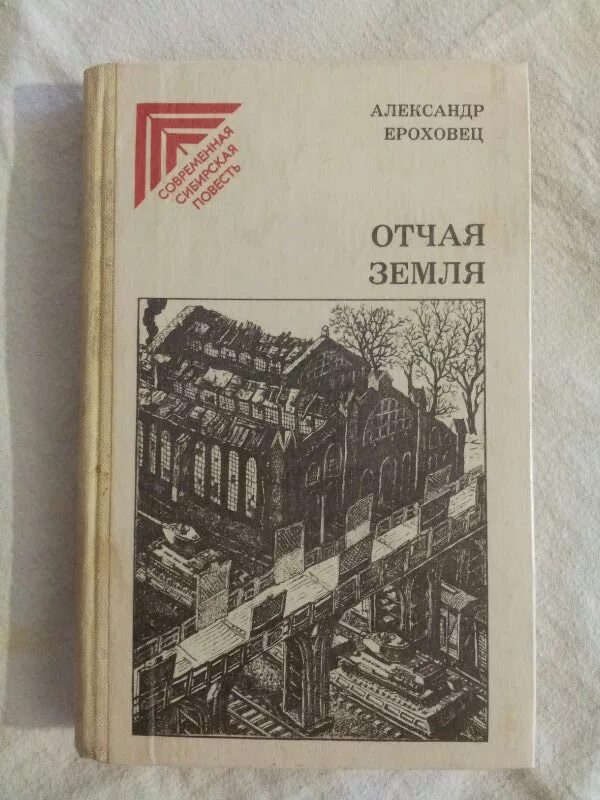 СОВРЕМЕННАЯ
СИБИРСКАЯ
ПОВЕСТЬ
АЛЕКСАНДР
ЕРОХОВЕЦ
ОТЧАЯ
ЗЕМЛЯ